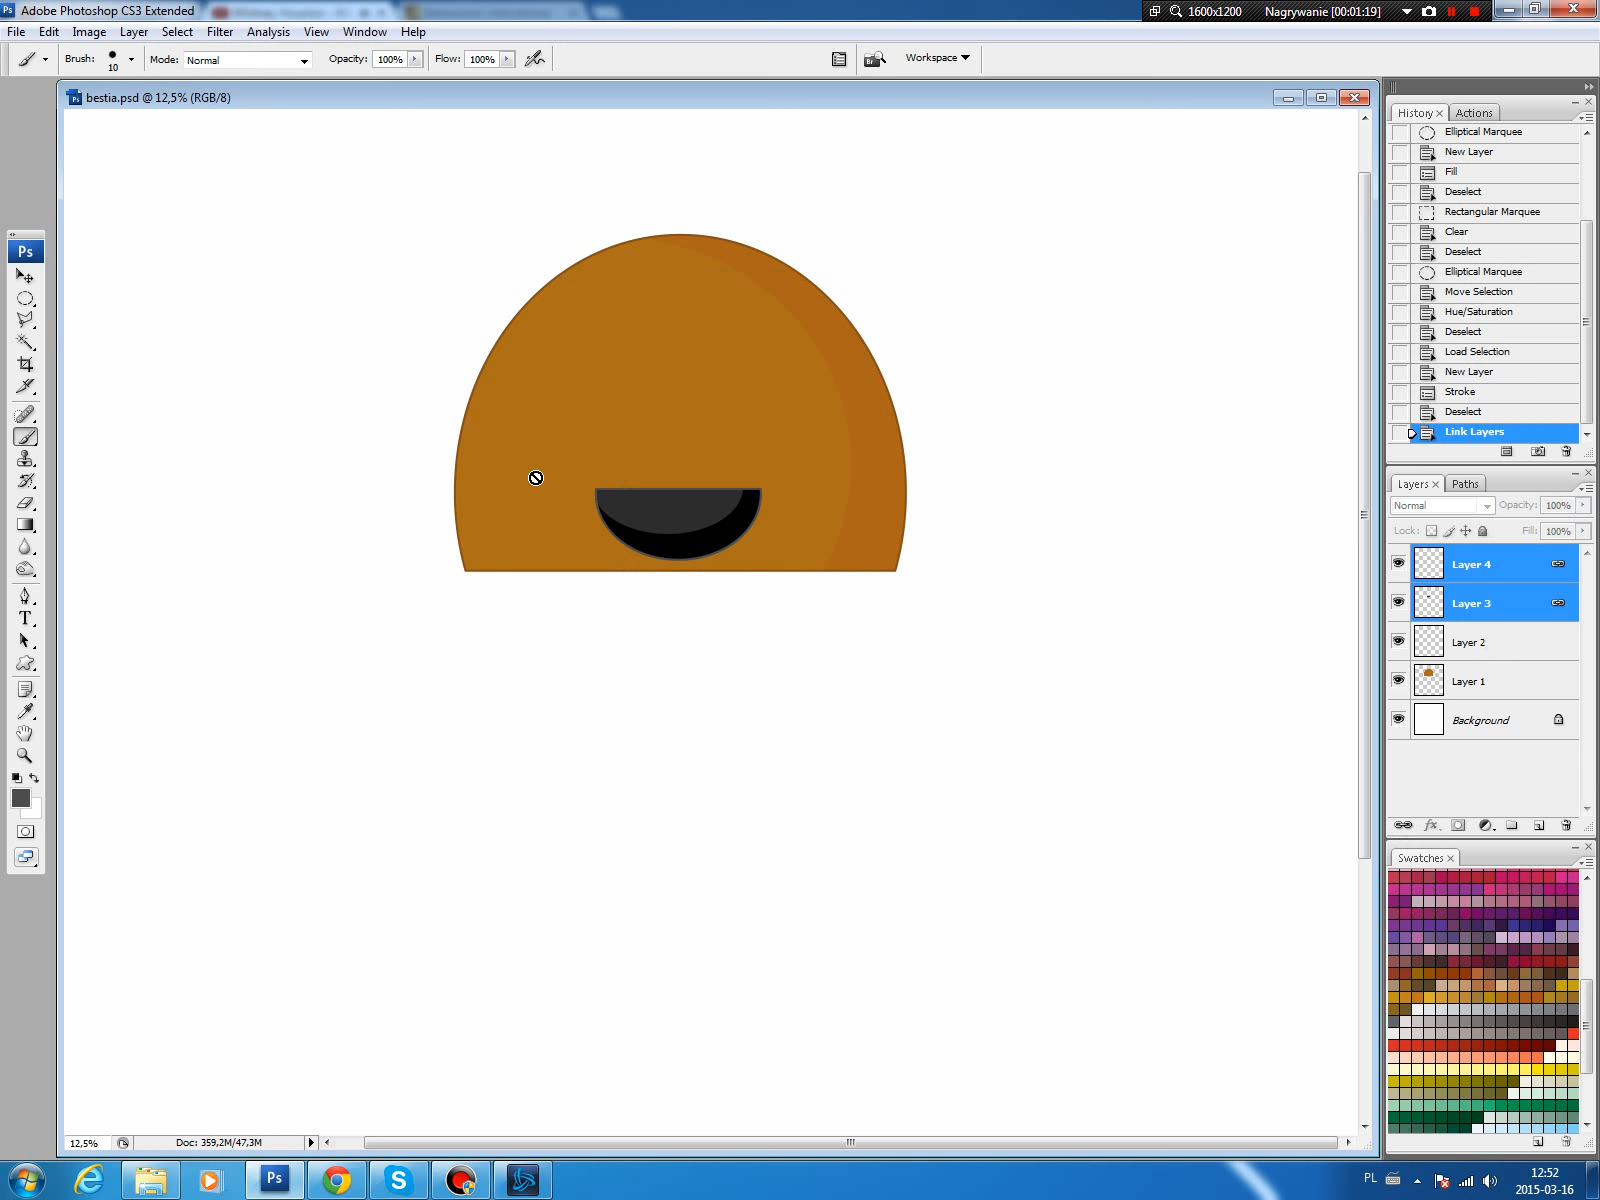 Ps Adobe Photoshop CS3 Extended
1600x1200 Nagrywanie [00:01:19]
File Edit Image Layer Select Filter Analysis View Window Help
Brush: 10 Mode: Normal Opacity: 100% Flow: 100% Workspace
bestia.psd @ 12,5% (RGB/8)
Ps
History Actions
Elliptical Marquee
New Layer
Fill
Deselect
Rectangular Marquee
Clear
Deselect
Elliptical Marquee
Move Selection
Hue/Saturation
Deselect
Load Selection
New Layer
Stroke
Deselect
Link Layers
Layers Paths
Normal Opacity: 100%
Lock: Fill: 100%
Layer 4
Layer 3
Layer 2
Layer 1
Background
Swatches
12,5% Doc: 359,2M/47,3M
Ps
PL 12:52
2015-03-16